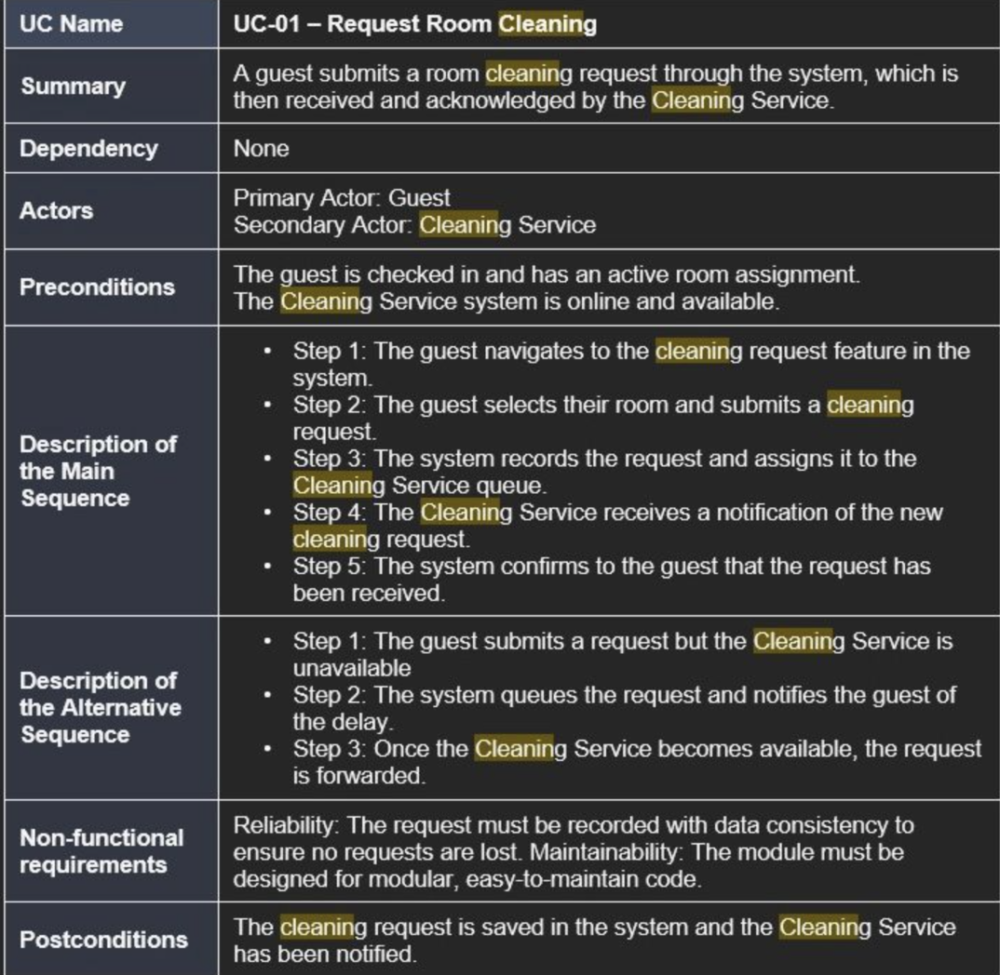 UC Name
UC-01 – Request Room Cleaning
Summary
A guest submits a room cleaning request through the system, which is
then received and acknowledged by the Cleaning Service.
Dependency
None
Actors
Primary Actor: Guest
Secondary Actor: Cleaning Service
Preconditions
The guest is checked in and has an active room assignment.
The Cleaning Service system is online and available.
Description of
the Main
Sequence
• Step 1: The guest navigates to the cleaning request feature in the
system.
• Step 2: The guest selects their room and submits a cleaning
request.
• Step 3: The system records the request and assigns it to the
Cleaning Service queue.
• Step 4: The Cleaning Service receives a notification of the new
cleaning request.
• Step 5: The system confirms to the guest that the request has
been received.
Description of
the Alternative
Sequence
• Step 1: The guest submits a request but the Cleaning Service is
unavailable
• Step 2: The system queues the request and notifies the guest of
the delay.
• Step 3: Once the Cleaning Service becomes available, the request
is forwarded.
Non-functional
requirements
Reliability: The request must be recorded with data consistency to
ensure no requests are lost. Maintainability: The module must be
designed for modular, easy-to-maintain code.
Postconditions
The cleaning request is saved in the system and the Cleaning Service
has been notified.